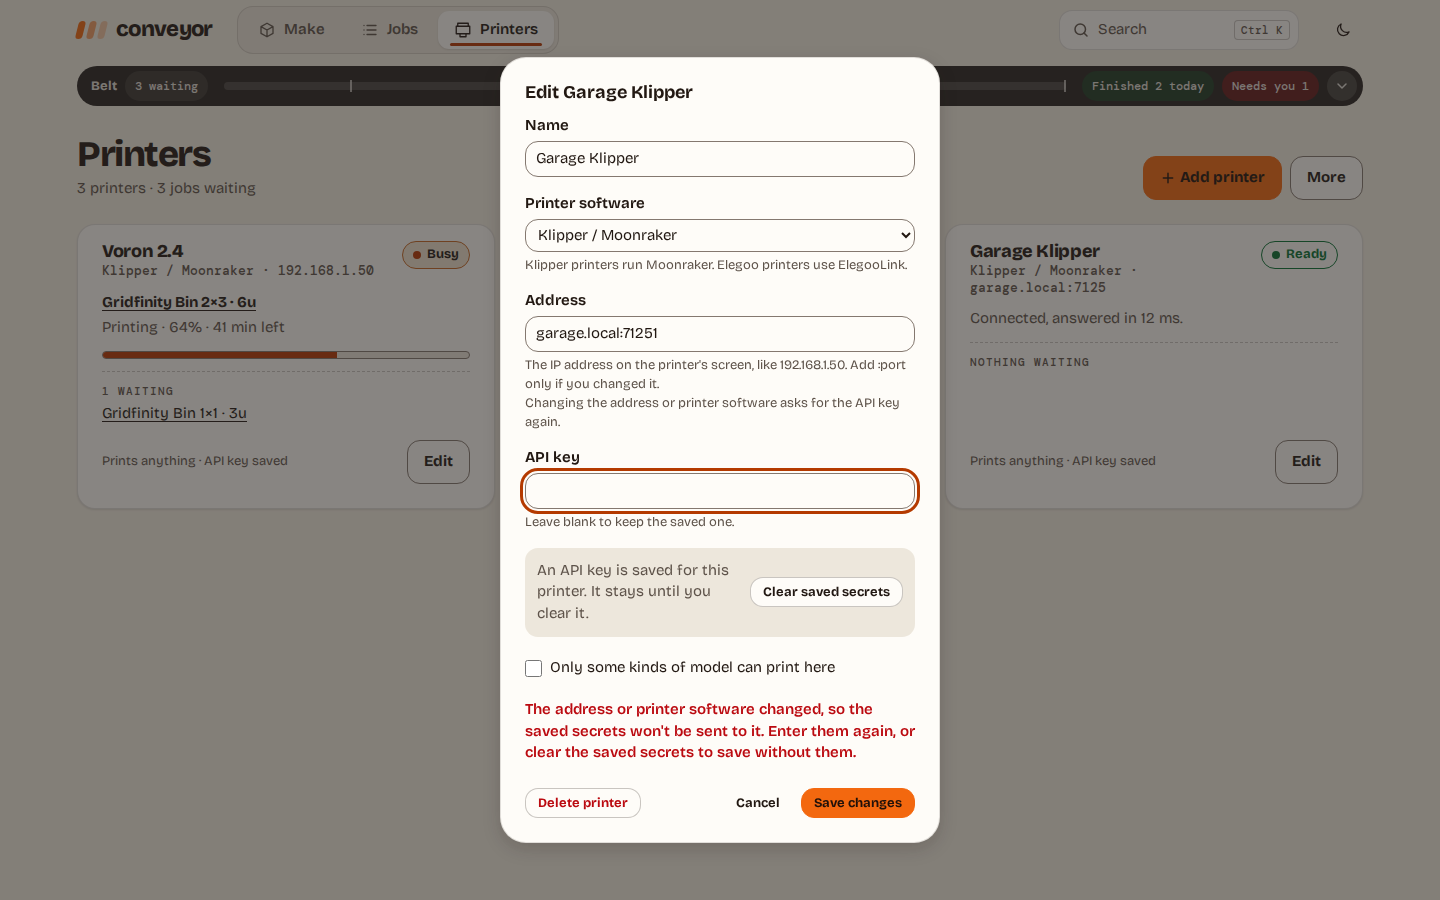 conveyor
Make
Jobs
Printers
Search
Ctrl K
Belt
3 waiting
Finished 2 today
Needs you 1
Printers
3 printers · 3 jobs waiting
+ Add printer
More
Voron 2.4
Busy
Klipper / Moonraker · 192.168.1.50
Gridfinity Bin 2×3 · 6u
Printing · 64% · 41 min left
1 WAITING
Gridfinity Bin 1×1 · 3u
Prints anything · API key saved
Edit
Edit Garage Klipper
Name
Garage Klipper
Printer software
Klipper / Moonraker
Klipper printers run Moonraker. Elegoo printers use ElegooLink.
Address
garage.local:71251
The IP address on the printer's screen, like 192.168.1.50. Add :port
only if you changed it.
Changing the address or printer software asks for the API key
again.
API key
Leave blank to keep the saved one.
An API key is saved for this
printer. It stays until you
clear it.
Clear saved secrets
Only some kinds of model can print here
The address or printer software changed, so the
saved secrets won't be sent to it. Enter them again, or
clear the saved secrets to save without them.
Delete printer
Cancel
Save changes
Garage Klipper
Ready
Klipper / Moonraker ·
garage.local:7125
Connected, answered in 12 ms.
NOTHING WAITING
Prints anything · API key saved
Edit